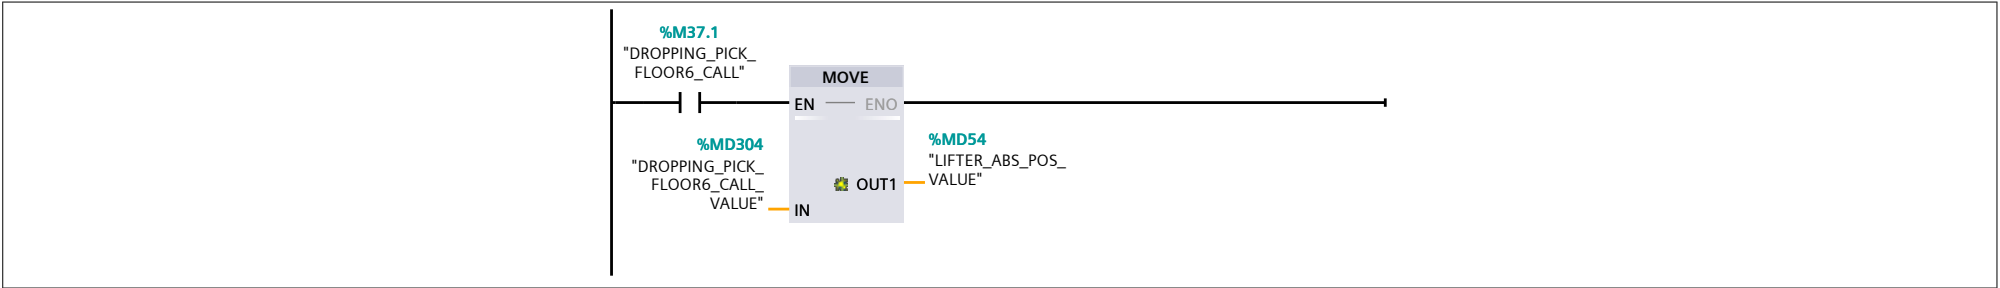 %M37.1
"DROPPING_PICK_
FLOOR6_CALL"
MOVE
EN
ENO
%MD304
"DROPPING_PICK_
FLOOR6_CALL_
VALUE"
IN
%MD54
"LIFTER_ABS_POS_
VALUE"
OUT1